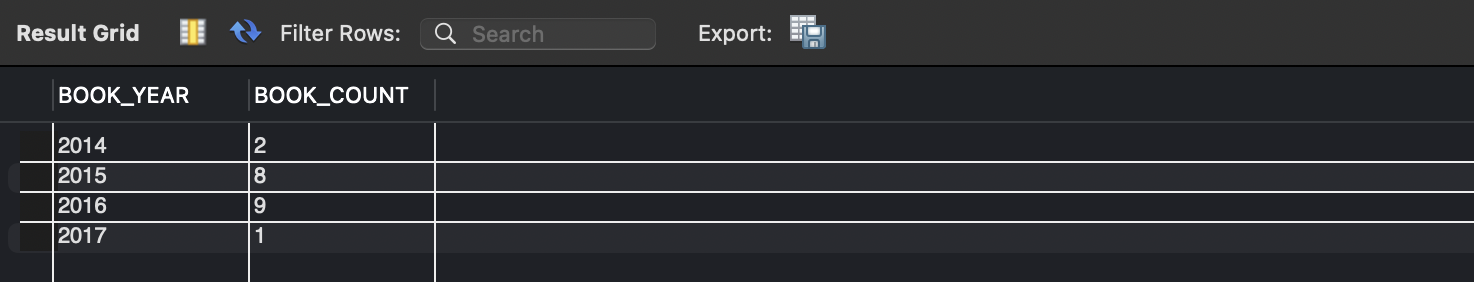 Result Grid Filter Rows: Search Export:
BOOK_YEAR BOOK_COUNT
2014 2
2015 8
2016 9
2017 1